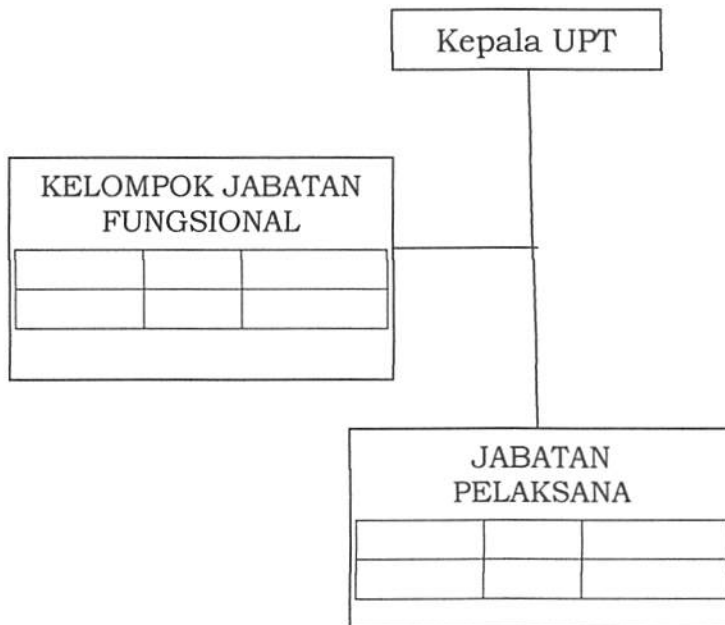 Kepala UPT
KELOMPOK JABATAN
FUNGSIONAL
JABATAN
PELAKSANA